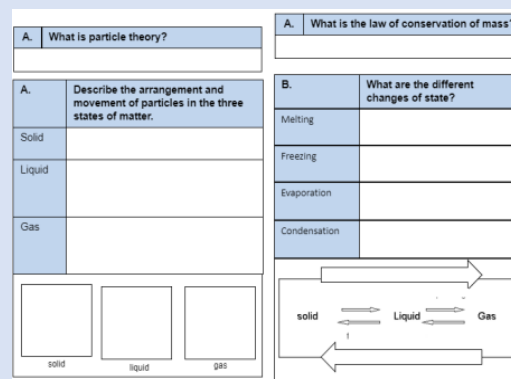 A. What is particle theory?
A. Describe the arrangement and
movement of particles in the three
states of matter.
Solid
Liquid
Gas
solid
liquid
gas
A. What is the law of conservation of mass?
B. What are the different
changes of state?
Melting
Freezing
Evaporation
Condensation
solid Liquid Gas